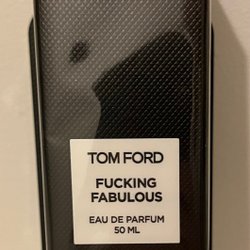 TOM FORD
FUCKING
FABULOUS
EAU DE PARFUM
50 ML